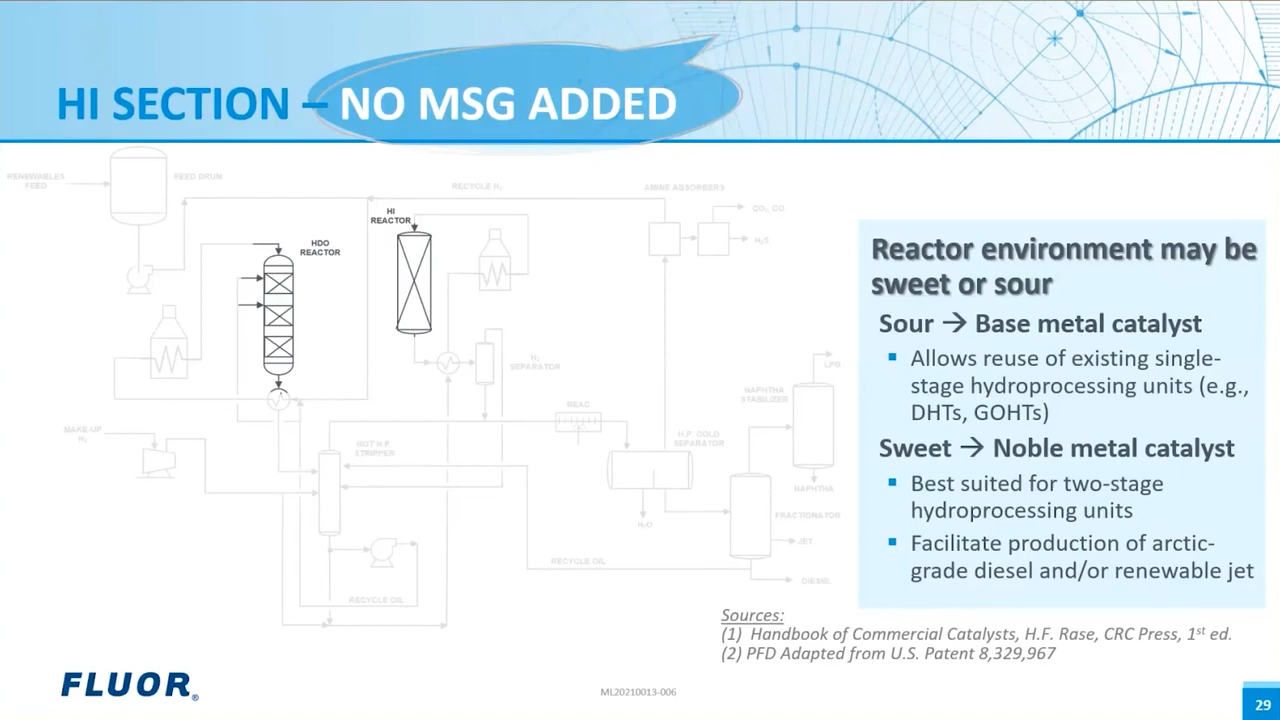 HI SECTION – NO MSG ADDED
RENEWABLES
FEED
FEED DRUM
RECYCLE H₂
AMINE ABSORBERS
CO₂, CO
H₂S
HI
REACTOR
HDO
REACTOR
H₂
SEPARATOR
REAC
MAKE-UP
H₂
HOT H.P.
STRIPPER
H.P. COLD
SEPARATOR
NAPHTHA
STABILIZER
LPG
NAPHTHA
H₂O
FRACTIONATOR
JET
DIESEL
RECYCLE OIL
RECYCLE OIL
Reactor environment may be
sweet or sour
Sour → Base metal catalyst
▪ Allows reuse of existing single-
stage hydroprocessing units (e.g.,
DHTs, GOHTs)
Sweet → Noble metal catalyst
▪ Best suited for two-stage
hydroprocessing units
▪ Facilitate production of arctic-
grade diesel and/or renewable jet
Sources:
(1) Handbook of Commercial Catalysts, H.F. Rase, CRC Press, 1st ed.
(2) PFD Adapted from U.S. Patent 8,329,967
FLUOR®
ML20210013-006
29